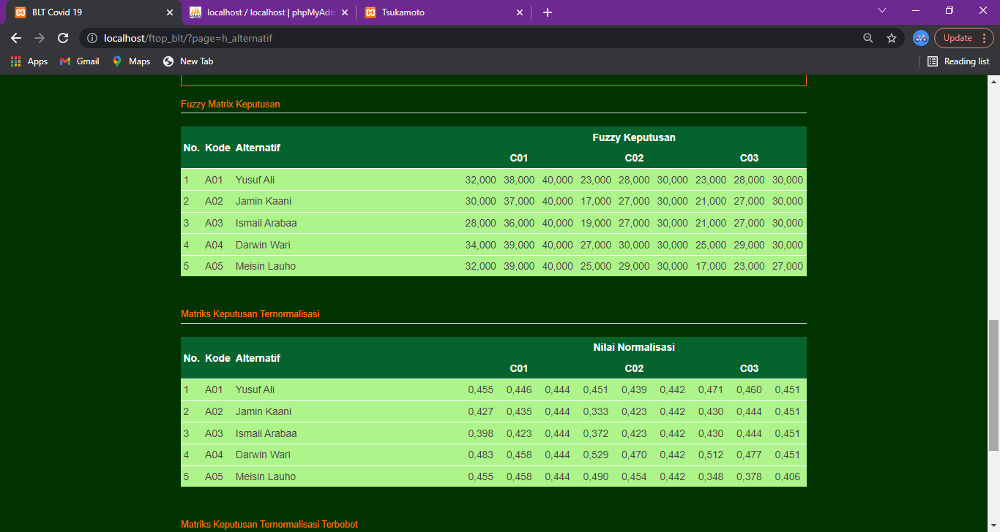 BLT Covid 19
localhost / localhost | phpMyAdm
Tsukamoto
localhost/ftop_blt/?page=h_alternatif
Update
Apps Gmail Maps New Tab Reading list
Fuzzy Matrix Keputusan
No. Kode Alternatif Fuzzy Keputusan
C01 C02 C03
1 A01 Yusuf Ali 32,000 38,000 40,000 23,000 28,000 30,000 23,000 28,000 30,000
2 A02 Jamin Kaani 30,000 37,000 40,000 17,000 27,000 30,000 21,000 27,000 30,000
3 A03 Ismail Arabaa 28,000 36,000 40,000 19,000 27,000 30,000 21,000 27,000 30,000
4 A04 Darwin Wari 34,000 39,000 40,000 27,000 30,000 30,000 25,000 29,000 30,000
5 A05 Meisin Lauho 32,000 39,000 40,000 25,000 29,000 30,000 17,000 23,000 27,000
Matriks Keputusan Ternormalisasi
No. Kode Alternatif Nilai Normalisasi
C01 C02 C03
1 A01 Yusuf Ali 0,455 0,446 0,444 0,451 0,439 0,442 0,471 0,460 0,451
2 A02 Jamin Kaani 0,427 0,435 0,444 0,333 0,423 0,442 0,430 0,444 0,451
3 A03 Ismail Arabaa 0,398 0,423 0,444 0,372 0,423 0,442 0,430 0,444 0,451
4 A04 Darwin Wari 0,483 0,458 0,444 0,529 0,470 0,442 0,512 0,477 0,451
5 A05 Meisin Lauho 0,455 0,458 0,444 0,490 0,454 0,442 0,348 0,378 0,406
Matriks Keputusan Ternormalisasi Terbobot